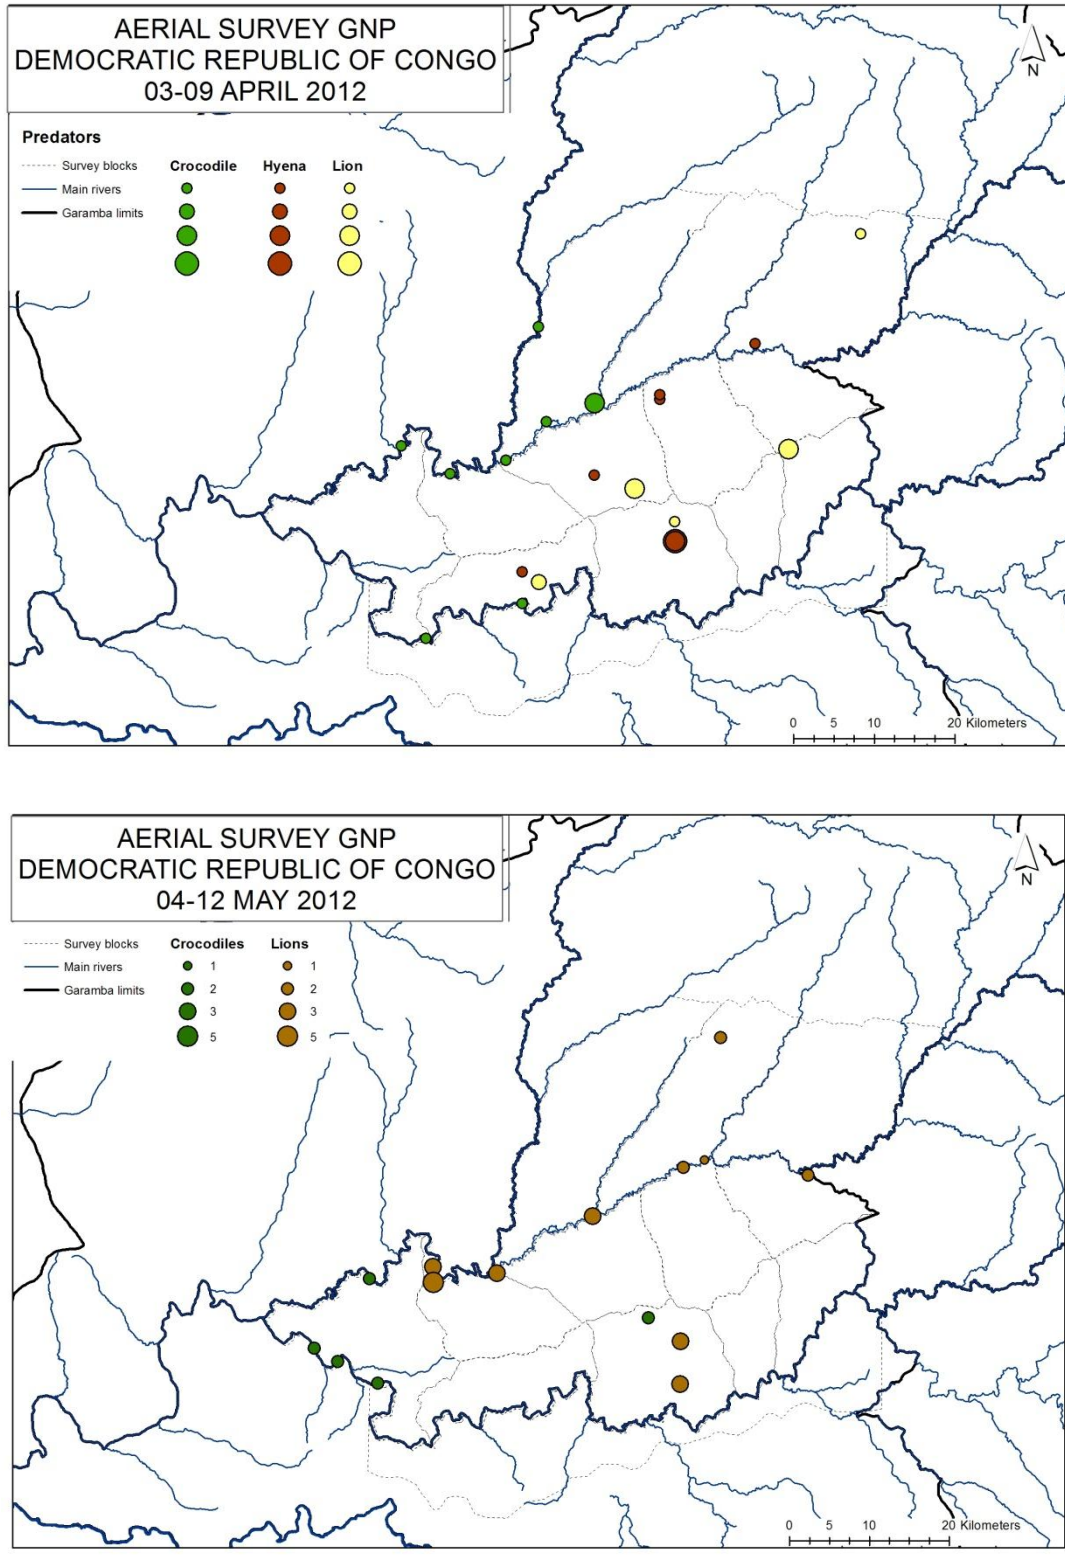 AERIAL SURVEY GNP
DEMOCRATIC REPUBLIC OF CONGO
03-09 APRIL 2012
N
Predators
Survey blocks Crocodile Hyena Lion
Main rivers
Garamba limits
0 5 10 20 Kilometers
AERIAL SURVEY GNP
DEMOCRATIC REPUBLIC OF CONGO
04-12 MAY 2012
N
Survey blocks Crocodiles Lions
Main rivers 1 1
Garamba limits 2 2
3 3
5 5
0 5 10 20 Kilometers